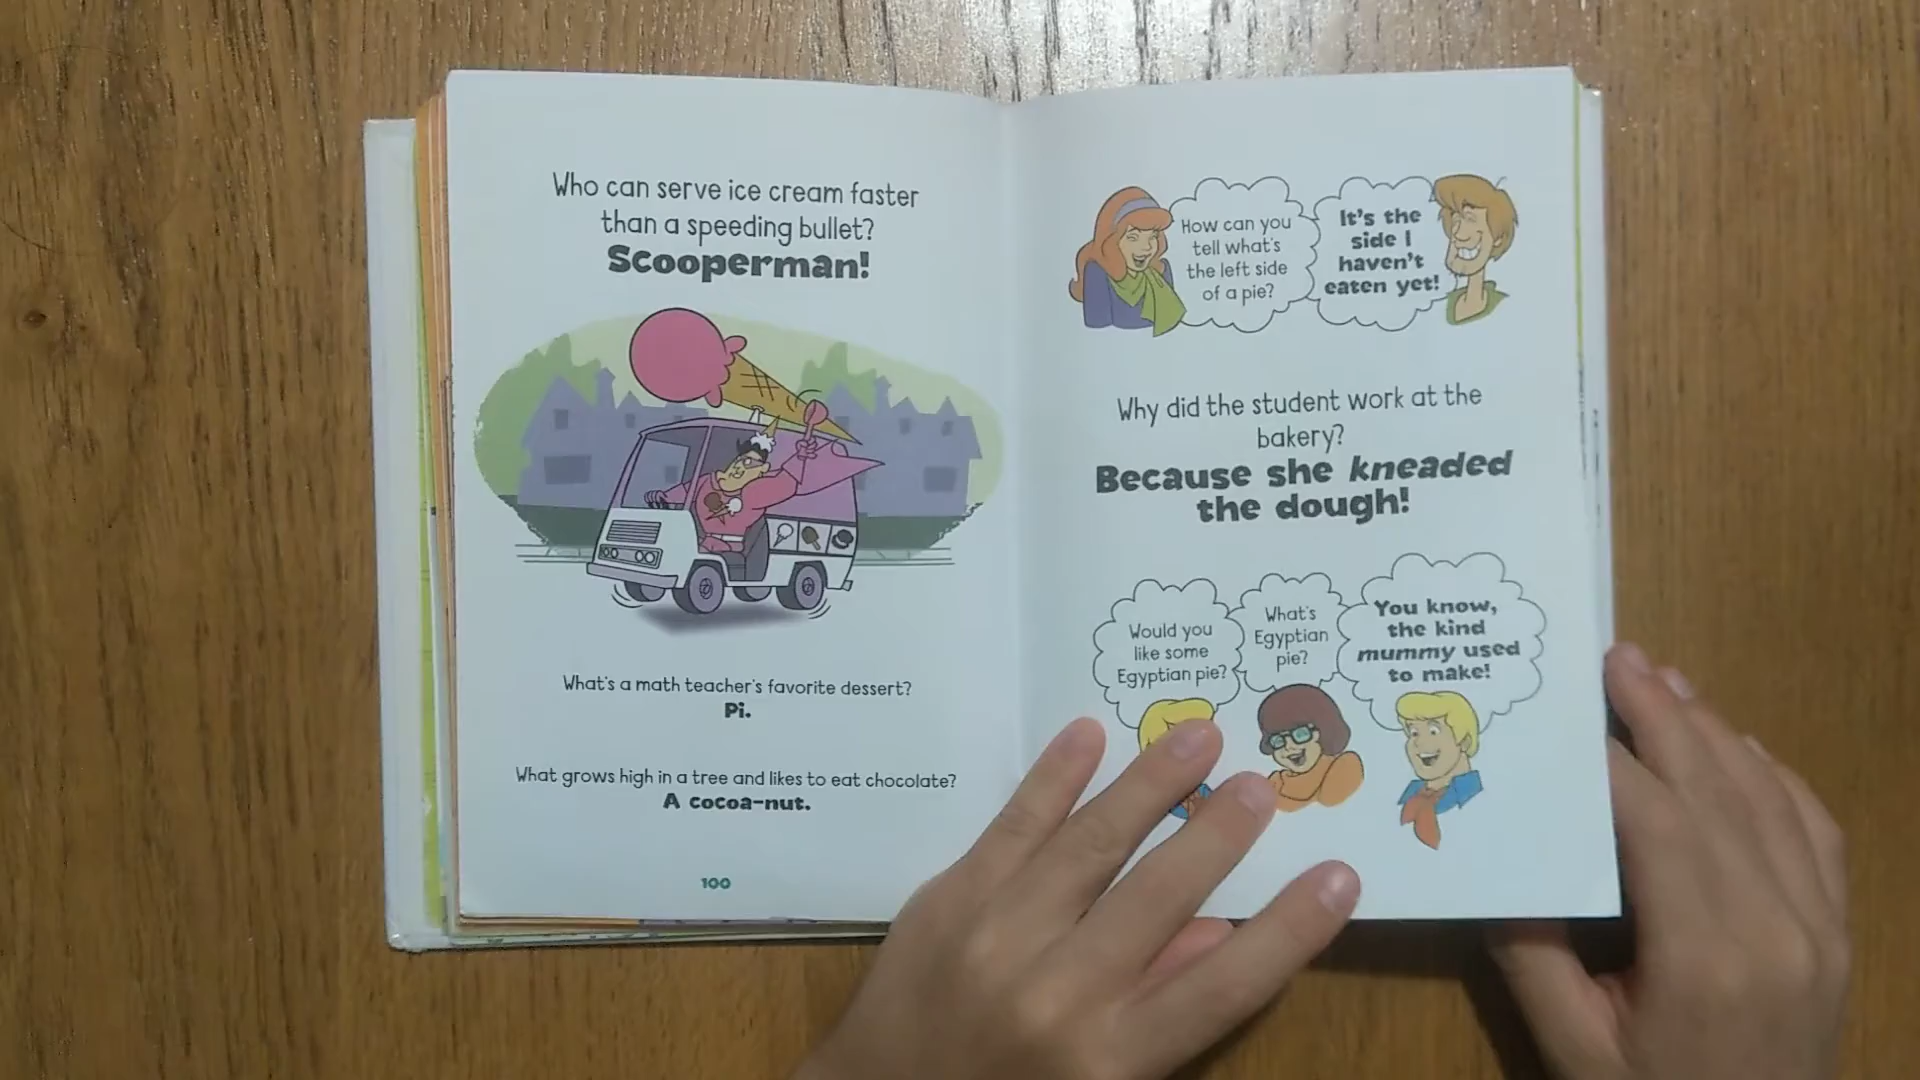 Who can serve ice cream faster
than a speeding bullet?
Scooperman!
What's a math teacher's favorite dessert?
Pi.
What grows high in a tree and likes to eat chocolate?
A cocoa-nut.
100
How can you
tell what's
the left side
of a pie?
It's the
side I
haven't
eaten yet!
Why did the student work at the
bakery?
Because she kneaded
the dough!
Would you
like some
Egyptian pie?
What's
Egyptian
pie?
You know,
the kind
mummy used
to make!